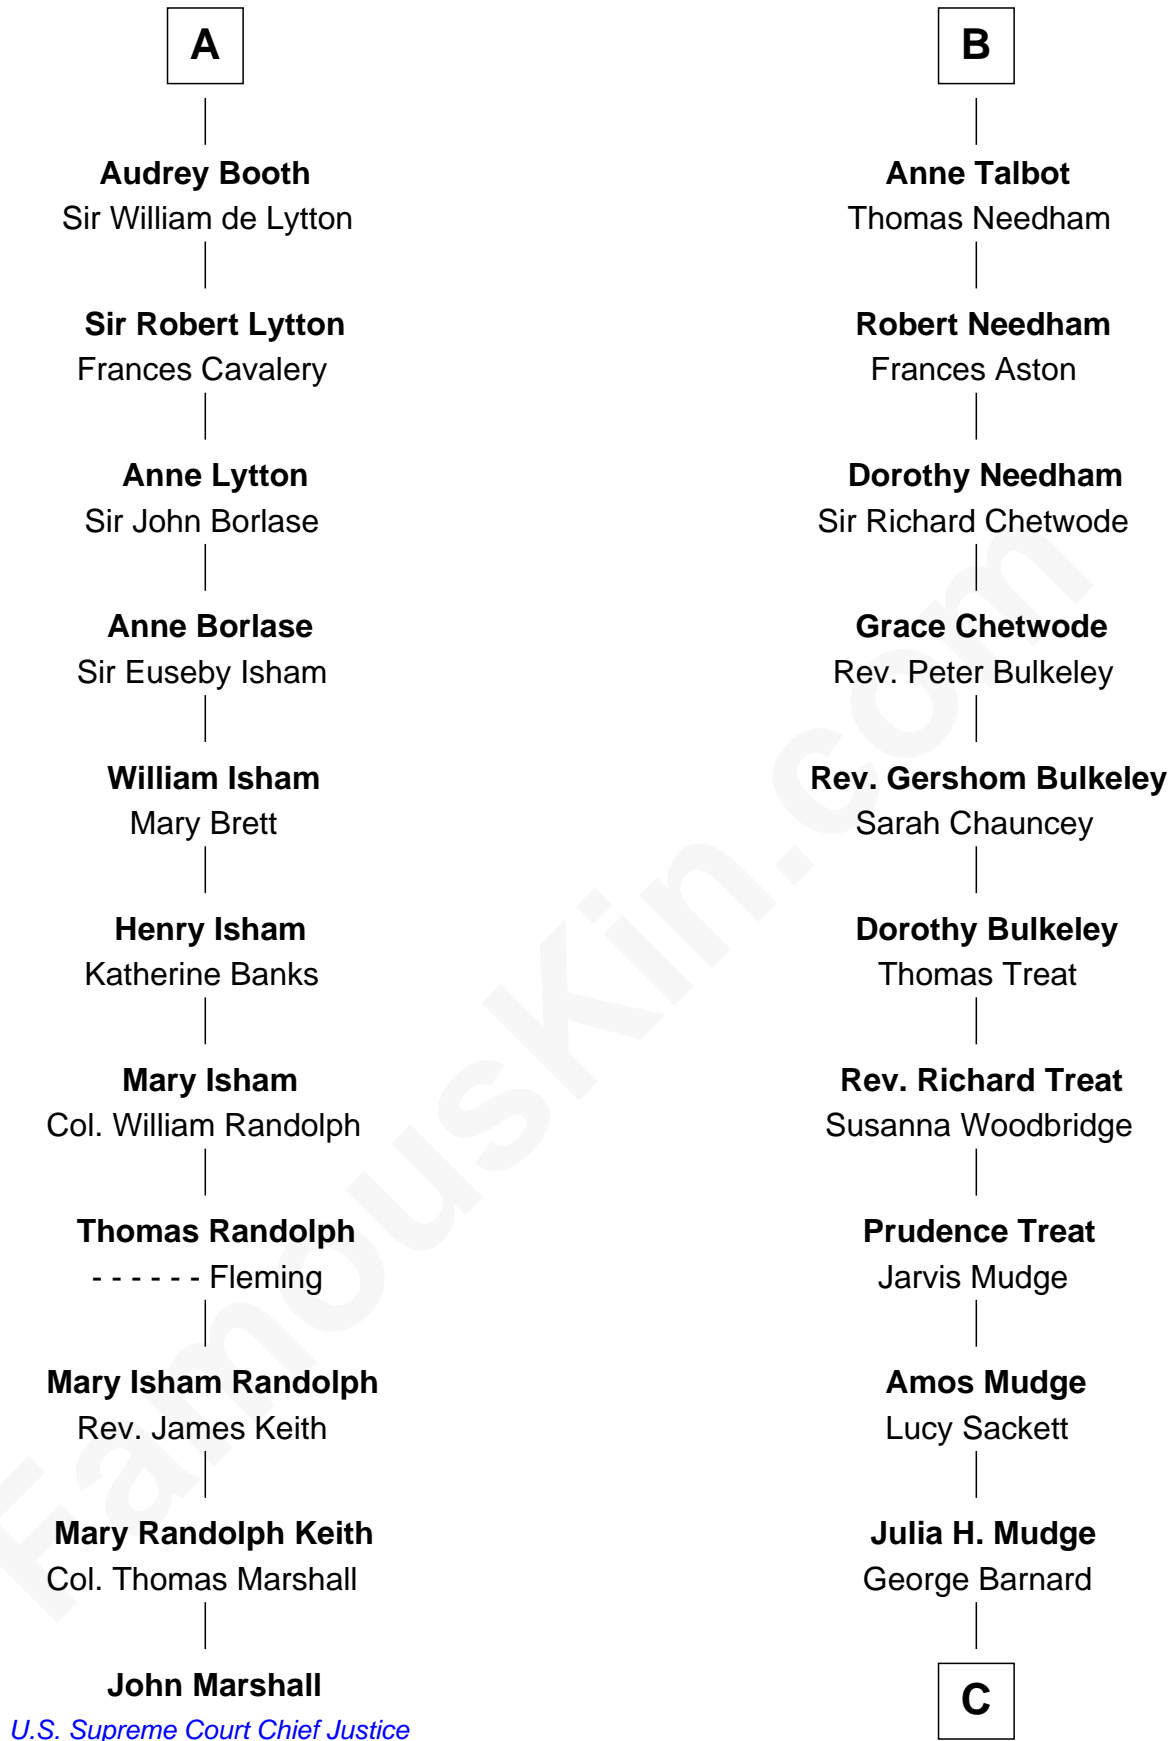 A
Audrey Booth
Sir William de Lytton
Sir Robert Lytton
Frances Cavalery
Anne Lytton
Sir John Borlase
Anne Borlase
Sir Euseby Isham
William Isham
Mary Brett
Henry Isham
Katherine Banks
Mary Isham
Col. William Randolph
Thomas Randolph
- - - - - - Fleming
Mary Isham Randolph
Rev. James Keith
Mary Randolph Keith
Col. Thomas Marshall
John Marshall
U.S. Supreme Court Chief Justice
B
Anne Talbot
Thomas Needham
Robert Needham
Frances Aston
Dorothy Needham
Sir Richard Chetwode
Grace Chetwode
Rev. Peter Bulkeley
Rev. Gershom Bulkeley
Sarah Chauncey
Dorothy Bulkeley
Thomas Treat
Rev. Richard Treat
Susanna Woodbridge
Prudence Treat
Jarvis Mudge
Amos Mudge
Lucy Sackett
Julia H. Mudge
George Barnard
C
FamousKin.com